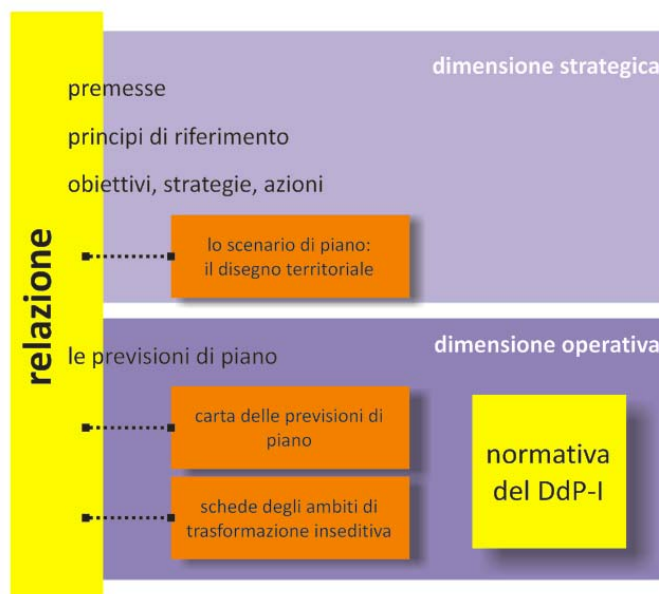 relazione
dimensione strategica
premesse
principi di riferimento
obiettivi, strategie, azioni
lo scenario di piano:
il disegno territoriale
dimensione operativa
le previsioni di piano
carta delle previsioni di
piano
schede degli ambiti di
trasformazione inseditiva
normativa
del DdP-I